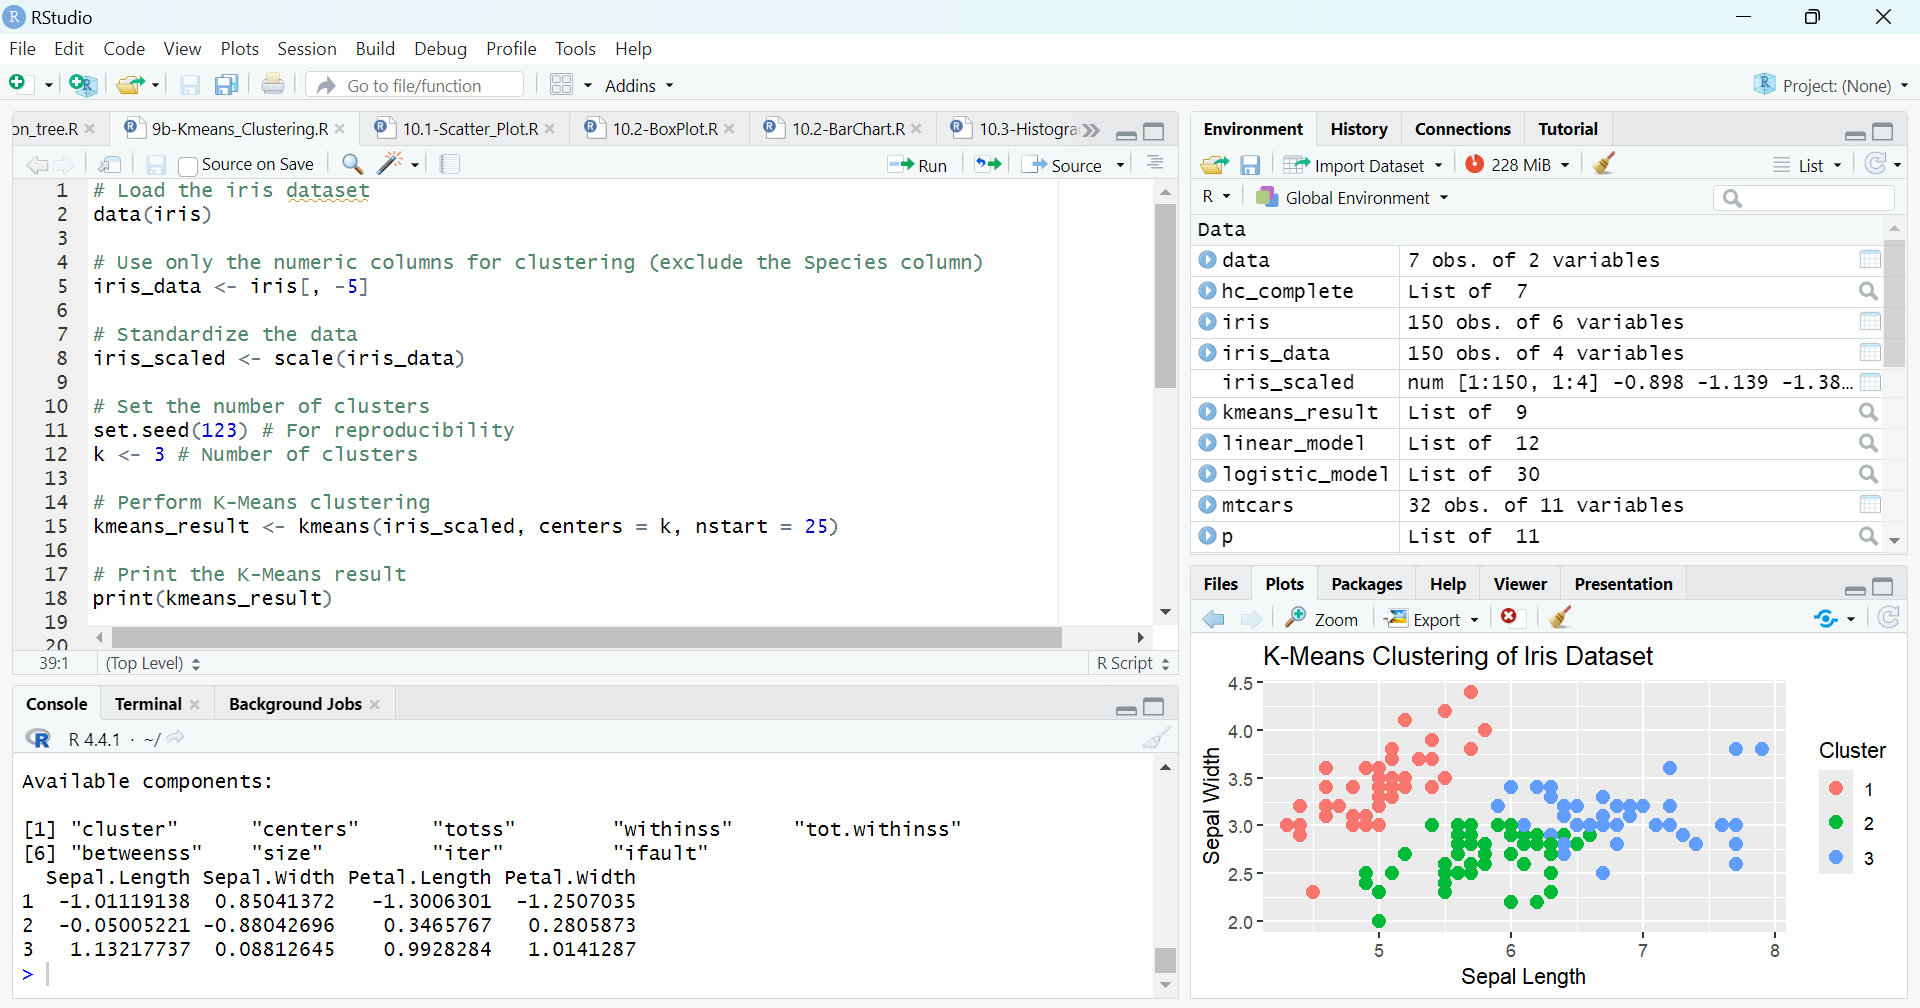 RStudio
File Edit Code View Plots Session Build Debug Profile Tools Help
Go to file/function Addins Project: (None)
on_tree.R 9b-Kmeans_Clustering.R 10.1-Scatter_Plot.R 10.2-BoxPlot.R 10.2-BarChart.R 10.3-Histogra
Source on Save Run Source
1 # Load the iris dataset
2 data(iris)
3
4 # Use only the numeric columns for clustering (exclude the Species column)
5 iris_data <- iris[, -5]
6
7 # Standardize the data
8 iris_scaled <- scale(iris_data)
9
10 # Set the number of clusters
11 set.seed(123) # For reproducibility
12 k <- 3 # Number of clusters
13
14 # Perform K-Means clustering
15 kmeans_result <- kmeans(iris_scaled, centers = k, nstart = 25)
16
17 # Print the K-Means result
18 print(kmeans_result)
19
20
39:1 (Top Level) R Script
Console Terminal Background Jobs
R 4.4.1 · ~/
Available components:
[1] "cluster" "centers" "totss" "withinss" "tot.withinss"
[6] "betweenss" "size" "iter" "ifault"
Sepal.Length Sepal.Width Petal.Length Petal.Width
1 -1.01119138 0.85041372 -1.3006301 -1.2507035
2 -0.05005221 -0.88042696 0.3465767 0.2805873
3 1.13217737 0.08812645 0.9928284 1.0141287
>
Environment History Connections Tutorial
Import Dataset 228 MiB List
R Global Environment
Data
data 7 obs. of 2 variables
hc_complete List of 7
iris 150 obs. of 6 variables
iris_data 150 obs. of 4 variables
iris_scaled num [1:150, 1:4] -0.898 -1.139 -1.38...
kmeans_result List of 9
linear_model List of 12
logistic_model List of 30
mtcars 32 obs. of 11 variables
p List of 11
Files Plots Packages Help Viewer Presentation
Zoom Export
K-Means Clustering of Iris Dataset
4.5
4.0
3.5
3.0
2.5
2.0
Sepal Width
5 6 7 8
Sepal Length
Cluster
1
2
3